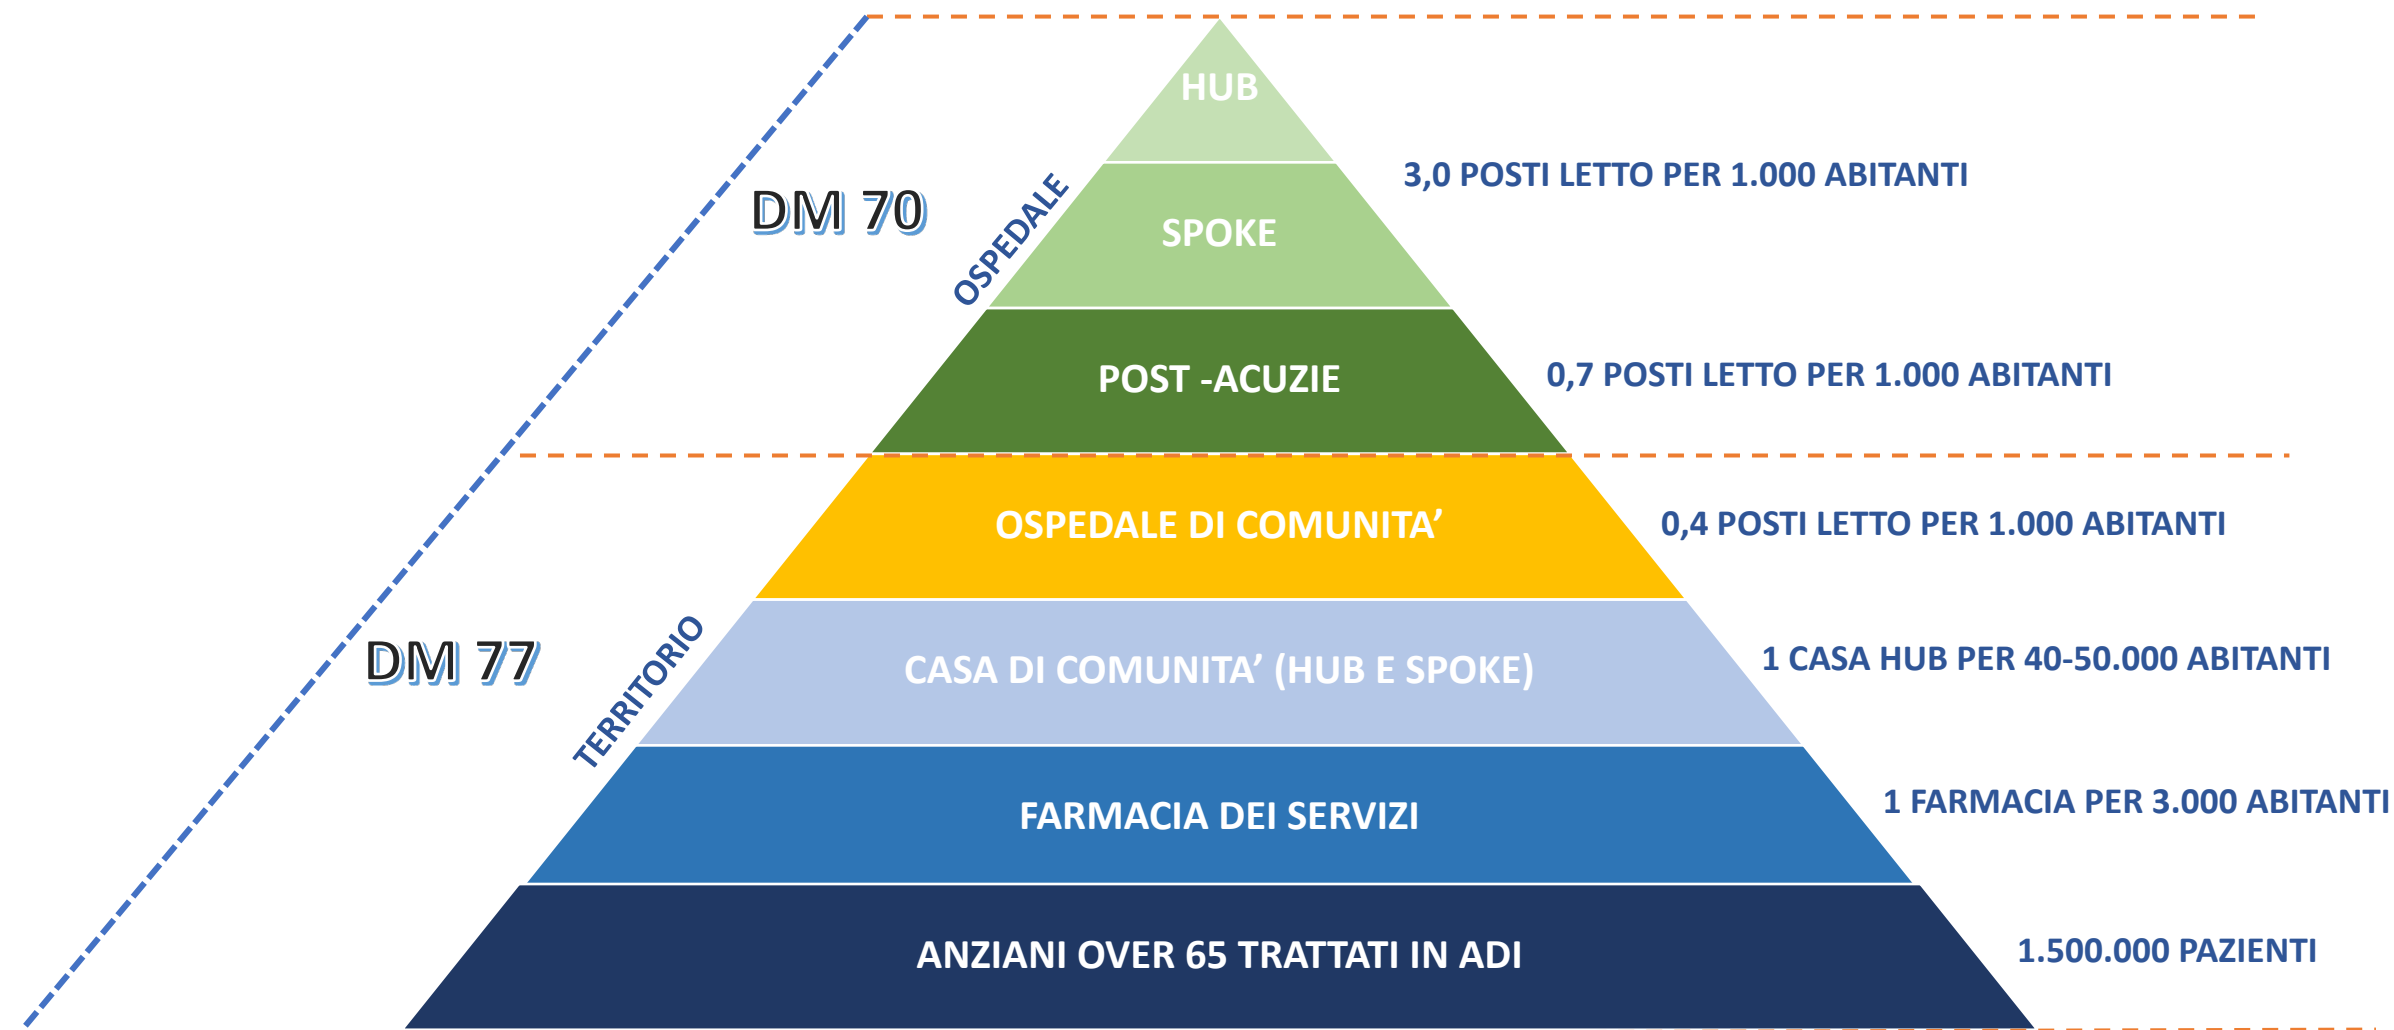 HUB
3,0 POSTI LETTO PER 1.000 ABITANTI
DM 70
OSPEDALE
SPOKE
POST -ACUZIE
0,7 POSTI LETTO PER 1.000 ABITANTI
OSPEDALE DI COMUNITA’
0,4 POSTI LETTO PER 1.000 ABITANTI
DM 77
TERRITORIO
CASA DI COMUNITA’ (HUB E SPOKE)
1 CASA HUB PER 40-50.000 ABITANTI
FARMACIA DEI SERVIZI
1 FARMACIA PER 3.000 ABITANTI
ANZIANI OVER 65 TRATTATI IN ADI
1.500.000 PAZIENTI